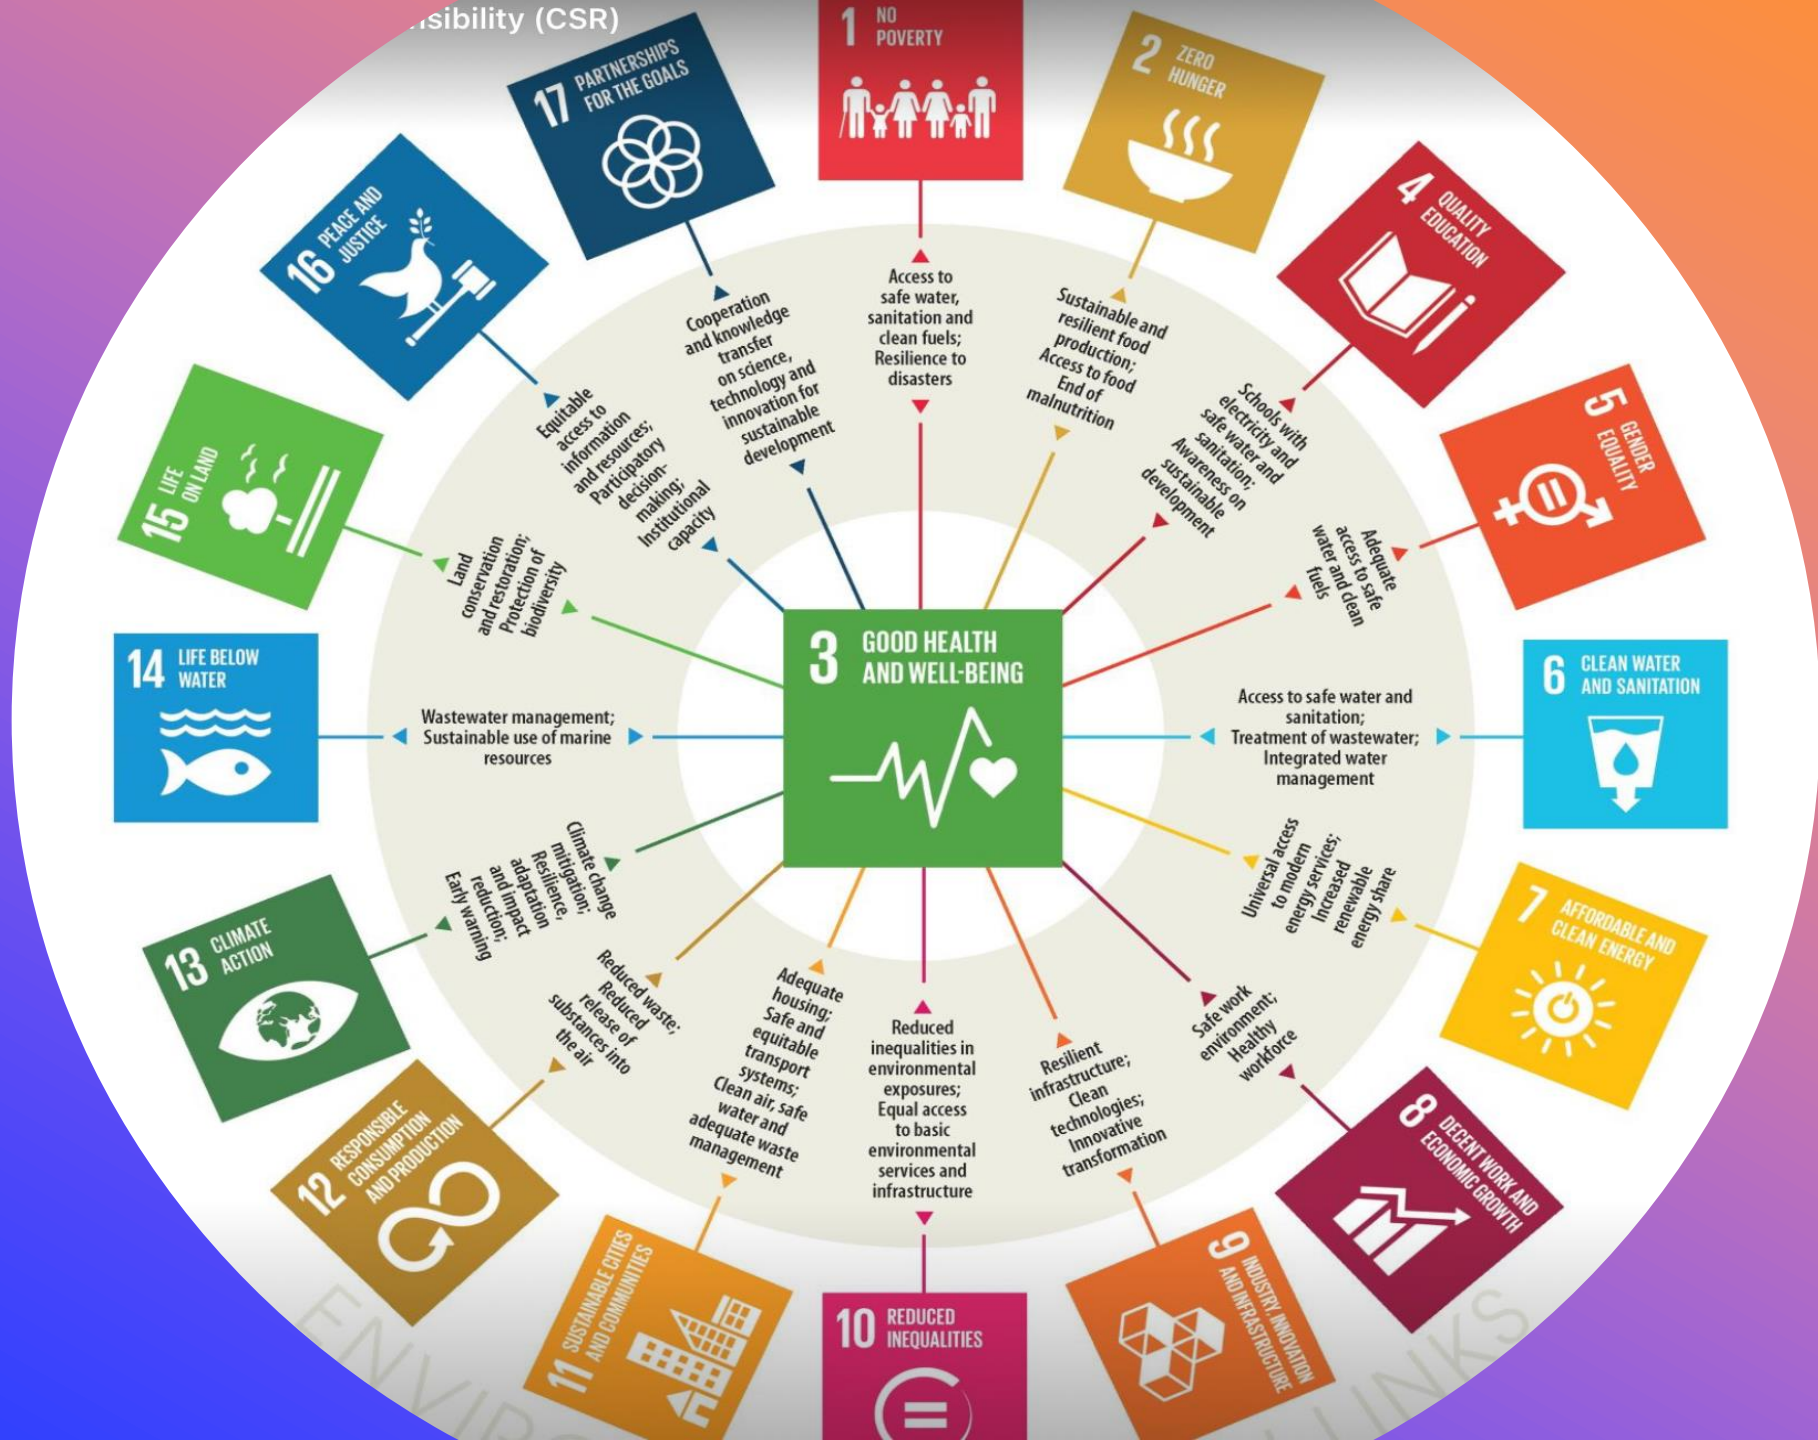 sibility (CSR)
1 NO
POVERTY
Access to
safe water,
sanitation and
clean fuels;
Resilience to
disasters
2 ZERO
HUNGER
Sustainable and
resilient food
production;
Access to food
End of
malnutrition
4 QUALITY
EDUCATION
Schools with
electricity and
safe water and
sanitation;
Awareness on
sustainable
development
5 GENDER
EQUALITY
Adequate
access to safe
water and clean
fuels
6 CLEAN WATER
AND SANITATION
Access to safe water and
sanitation;
Treatment of wastewater;
Integrated water
management
7 AFFORDABLE AND
CLEAN ENERGY
Universal access
to modern
energy services;
Increased
renewable
energy share
8 DECENT WORK AND
ECONOMIC GROWTH
Safe work
environment;
Healthy
workforce
9 INDUSTRY, INNOVATION
AND INFRASTRUCTURE
Resilient
infrastructure;
Clean
technologies;
Innovative
transformation
10 REDUCED
INEQUALITIES
Reduced
inequalities in
environmental
exposures;
Equal access
to basic
environmental
services and
infrastructure
11 SUSTAINABLE CITIES
AND COMMUNITIES
Adequate
housing;
Safe and
equitable
transport
systems;
Clean air, safe
water and
adequate waste
management
12 RESPONSIBLE
CONSUMPTION
AND PRODUCTION
Reduced waste;
Reduced
release of
substances into
the air
13 CLIMATE
ACTION
Climate change
mitigation;
Resilience,
adaptation
and impact
reduction;
Early warning
14 LIFE BELOW
WATER
Wastewater management;
Sustainable use of marine
resources
15 LIFE
ON LAND
Land
conservation
and restoration;
Protection of
biodiversity
16 PEACE AND
JUSTICE
Equitable
access to
information
and resources;
Participatory
decision-
making;
Institutional
capacity
17 PARTNERSHIPS
FOR THE GOALS
Cooperation
and knowledge
transfer
on science,
technology and
innovation for
sustainable
development
3 GOOD HEALTH
AND WELL-BEING
ENVIR
LINKS